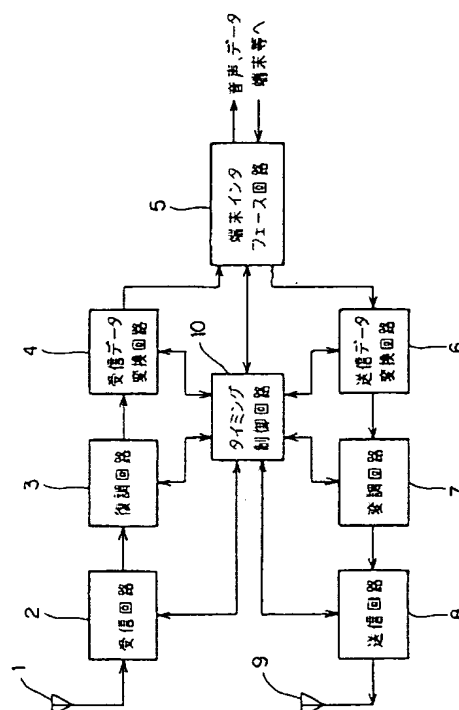 1
2
受信回路
3
復調回路
4
受信データ
変換回路
5
端末インタ
フェース回路
音声、データ
端末等へ
10
タイミング
制御回路
6
送信データ
変換回路
7
変調回路
8
送信回路
9